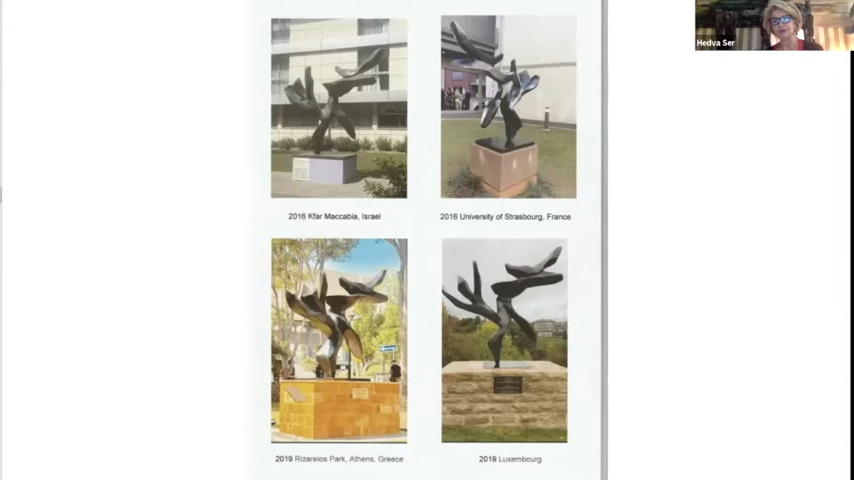 Hedva Ser
2016 Kfar Maccabia, Israel
2016 University of Strasbourg, France
2019 Rizareios Park, Athens, Greece
2019 Luxembourg